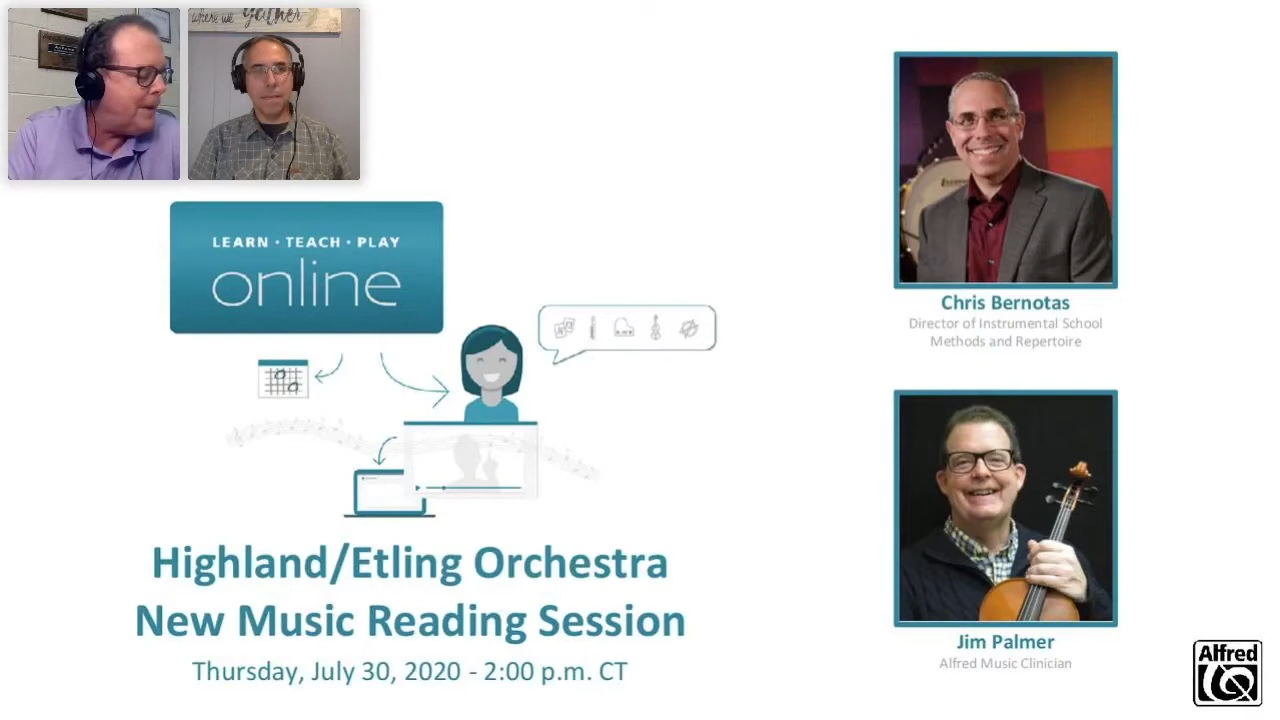 where we gather
LEARN · TEACH · PLAY
online
Highland/Etling Orchestra
New Music Reading Session
Thursday, July 30, 2020 - 2:00 p.m. CT
Chris Bernotas
Director of Instrumental School
Methods and Repertoire
Jim Palmer
Alfred Music Clinician
Alfred